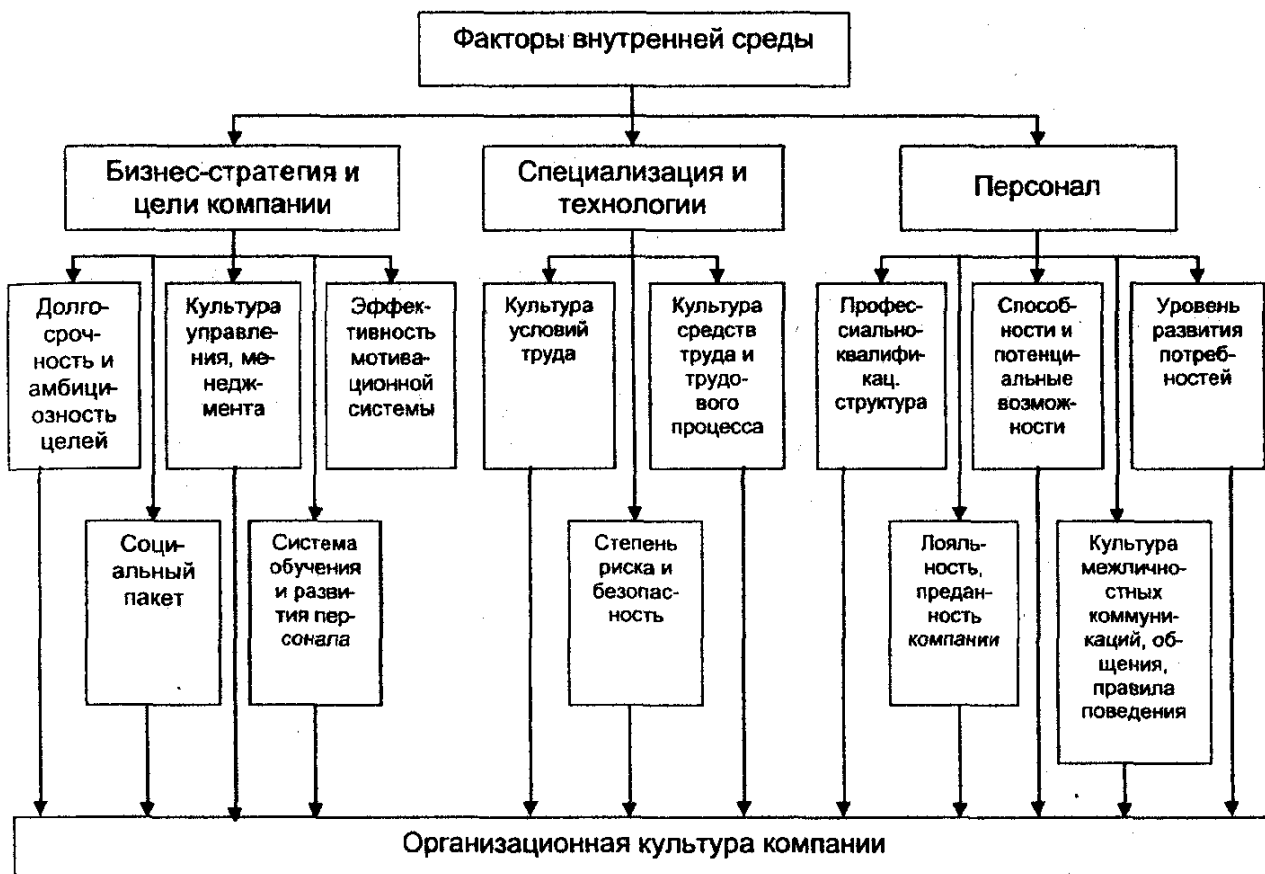 Факторы внутренней среды
Бизнес-стратегия и
цели компании
Специализация и
технологии
Персонал
Долго-
сроч-
ность и
амбици-
озность
целей
Культура
управле-
ния, ме-
недж-
мента
Эффек-
тивность
мотива-
ционной
системы
Культура
условий
труда
Культура
средств
труда и
трудо-
вого
процесса
Профес-
сиально-
квалифи-
кац.
структура
Способ-
ности и
потенци-
альные
возмож-
ности
Уровень
развития
потреб-
ностей
Соци-
альный
пакет
Система
обучения
и разви-
тия пер-
сонала
Степень
риска и
безопас-
ность
Лояль-
ность,
предан-
ность
компании
Культура
межлично-
стных
коммуни-
каций, об-
щения,
правила
поведения
Организационная культура компании